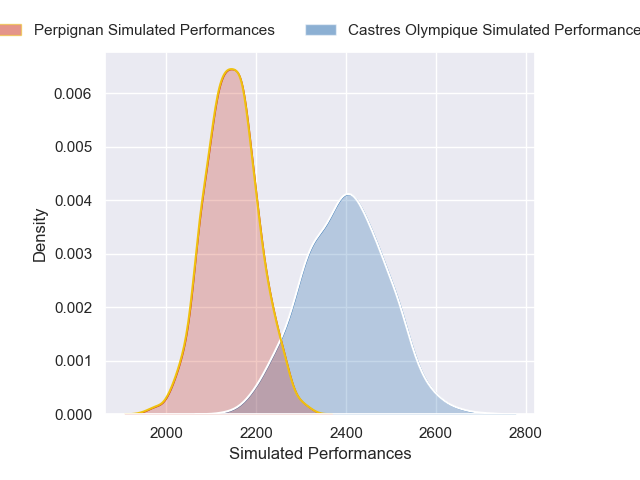 Perpignan Simulated Performances
Castres Olympique Simulated Performance
0.006
0.005
0.004
0.003
0.002
0.001
0.000
Density
2000 2200 2400 2600 2800
Simulated Performances